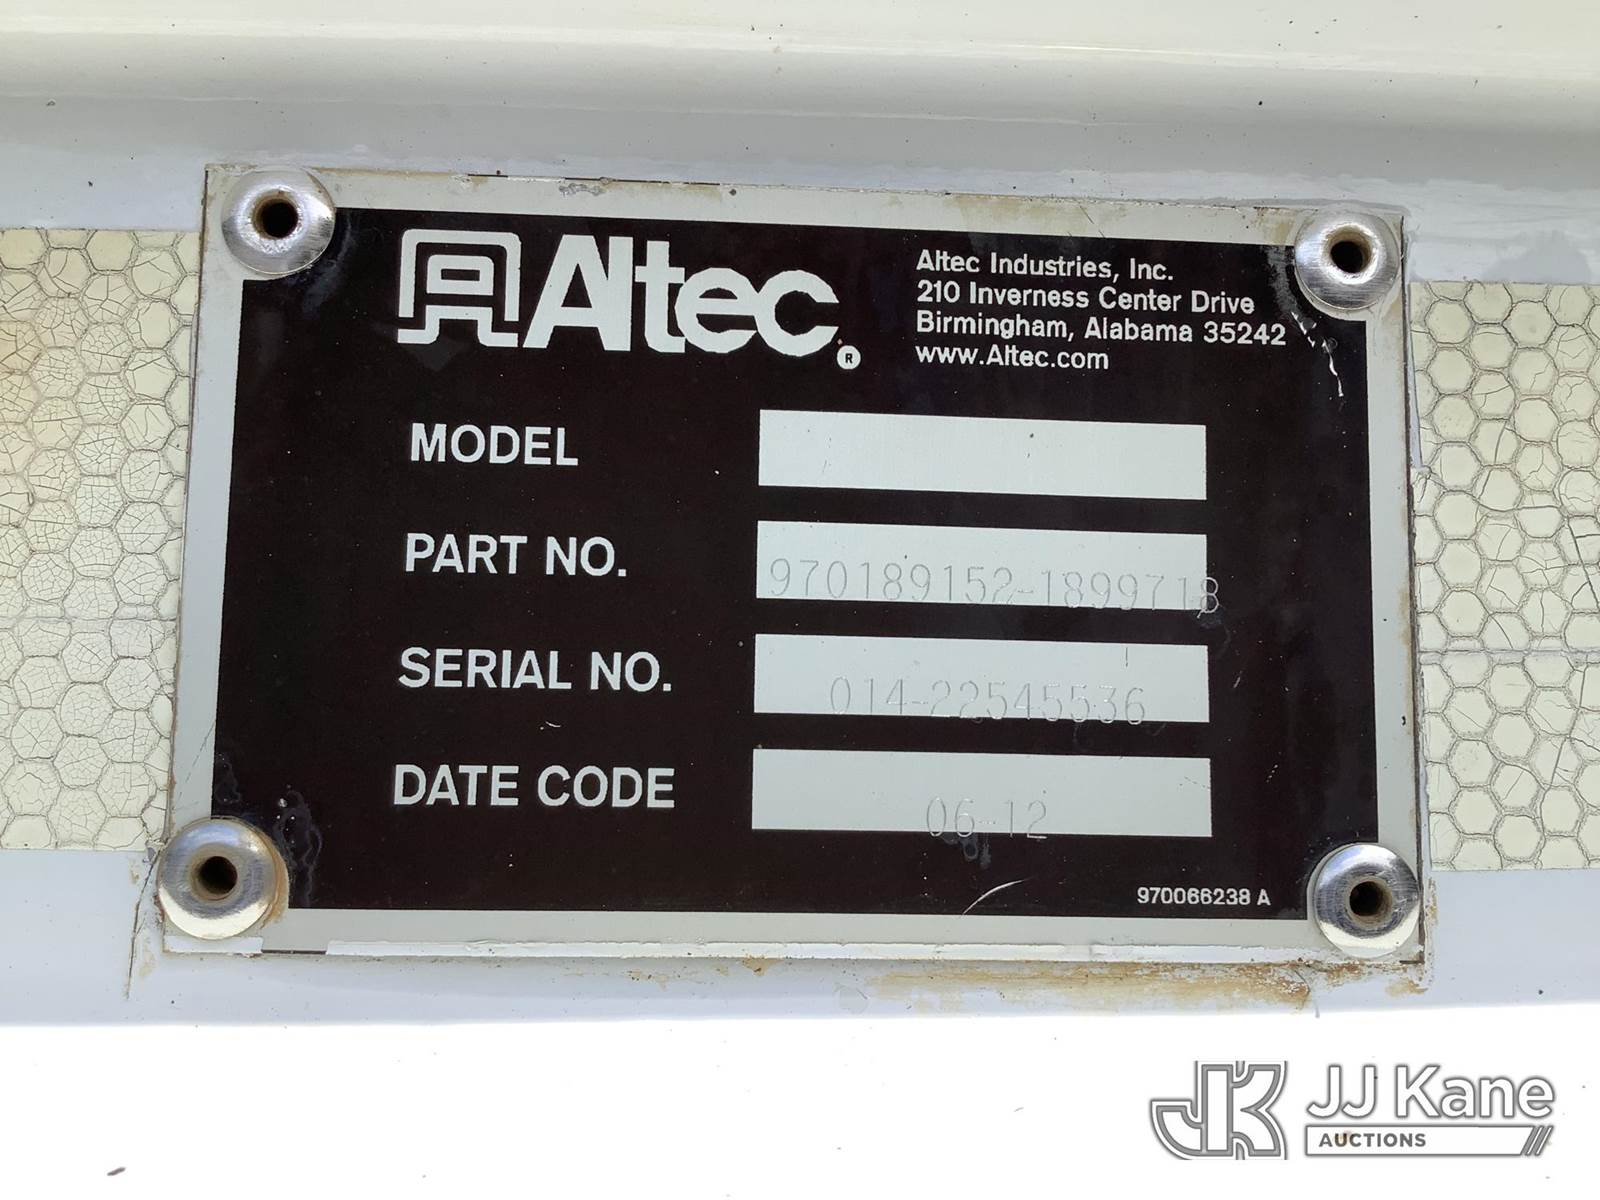 Altec®
Altec Industries, Inc.
210 Inverness Center Drive
Birmingham, Alabama 35242
www.Altec.com
MODEL
PART NO. 970189152-1899718
SERIAL NO. 014-22545536
DATE CODE 06-12
970066238 A
JK JJ Kane
AUCTIONS